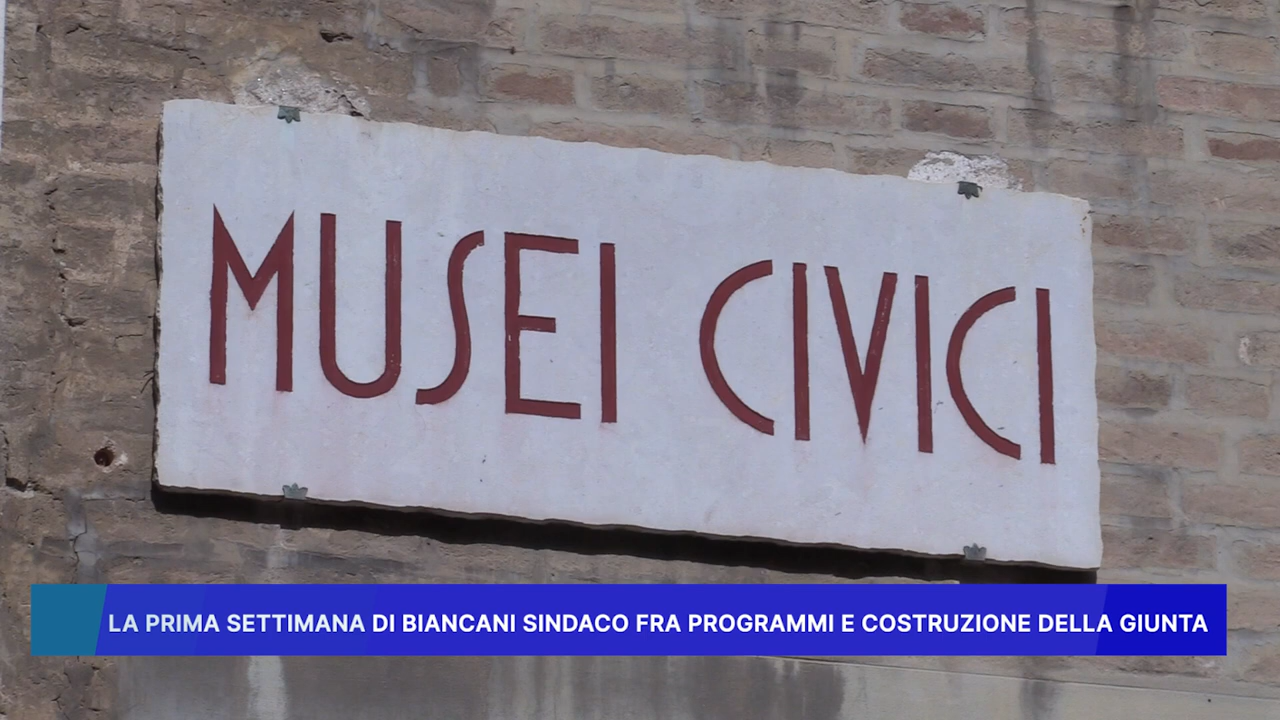 MUSEI CIVICI
LA PRIMA SETTIMANA DI BIANCANI SINDACO FRA PROGRAMMI E COSTRUZIONE DELLA GIUNTA